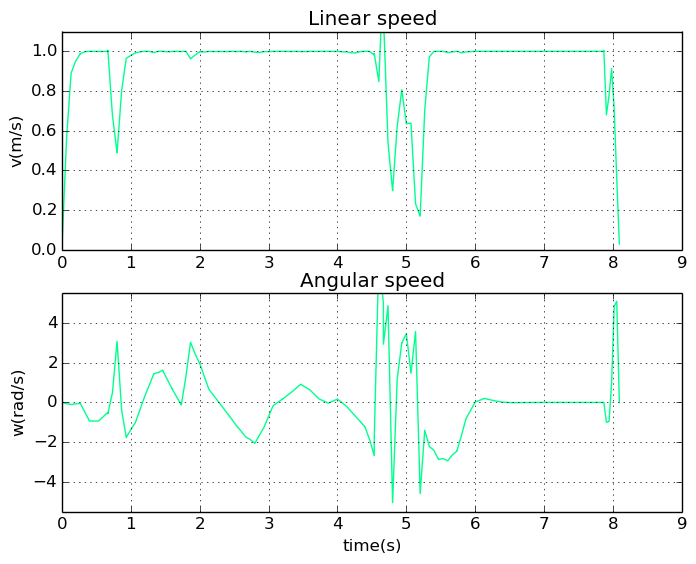 Linear speed
1.0
0.8
0.6
0.4
0.2
0.0
v(m/s)
0 1 2 3 4 5 6 7 8 9
Angular speed
4
2
0
−2
−4
w(rad/s)
0 1 2 3 4 5 6 7 8 9
time(s)